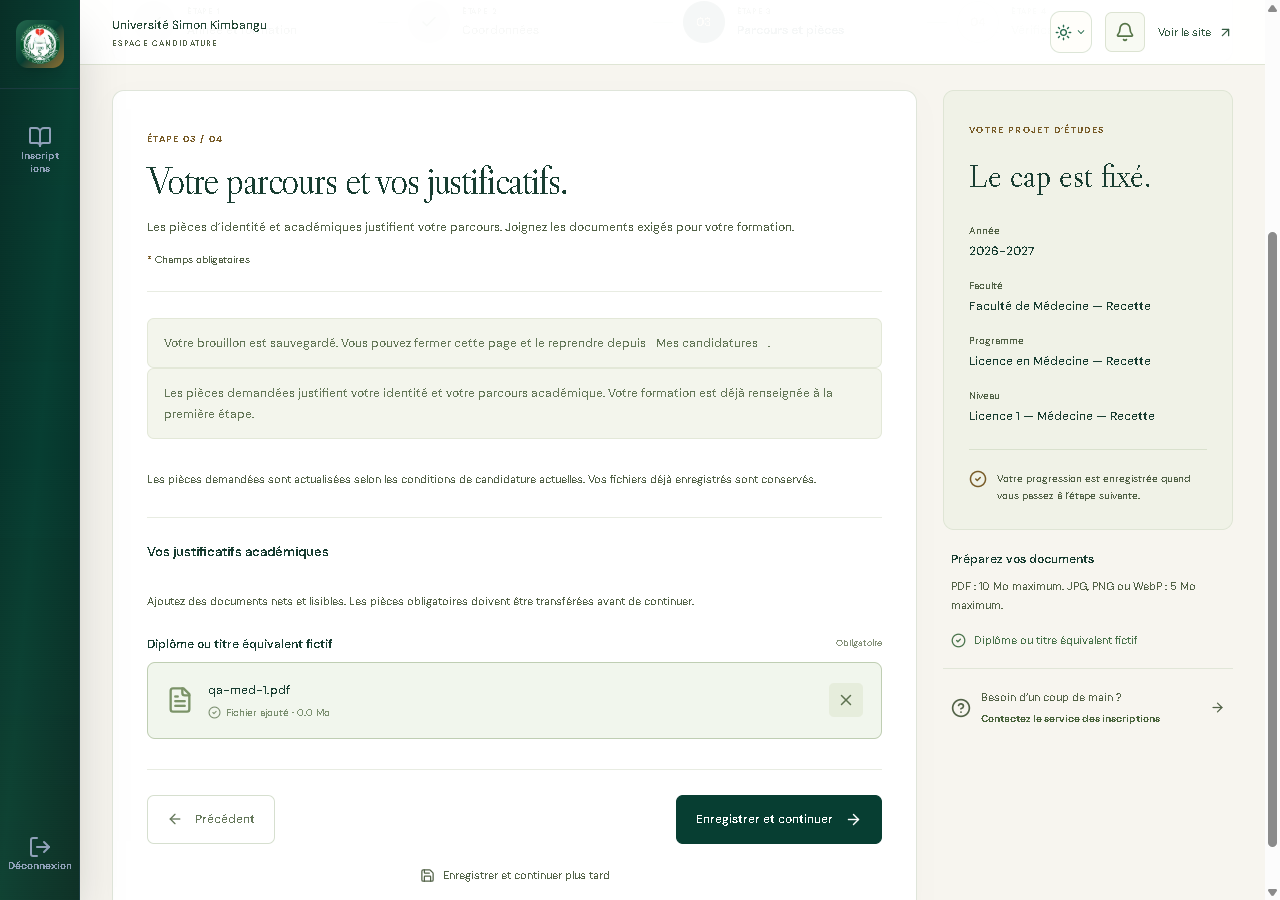 Université Simon Kimbangu
ESPACE CANDIDATURE
Voir le site
Inscript
ions
Déconnexion
03
Parcours et pièces
ÉTAPE 03 / 04
Votre parcours et vos justificatifs.
Les pièces d'identité et académiques justifient votre parcours. Joignez les documents exigés pour votre formation.
* Champs obligatoires
Votre brouillon est sauvegardé. Vous pouvez fermer cette page et le reprendre depuis Mes candidatures .
Les pièces demandées justifient votre identité et votre parcours académique. Votre formation est déjà renseignée à la
première étape.
Les pièces demandées sont actualisées selon les conditions de candidature actuelles. Vos fichiers déjà enregistrés sont conservés.
Vos justificatifs académiques
Ajoutez des documents nets et lisibles. Les pièces obligatoires doivent être transférées avant de continuer.
Diplôme ou titre équivalent fictif
Obligatoire
qa-med-1.pdf
Fichier ajouté · 0.0 Mo
Précédent
Enregistrer et continuer
Enregistrer et continuer plus tard
VOTRE PROJET D'ÉTUDES
Le cap est fixé.
Année
2026-2027
Faculté
Faculté de Médecine — Recette
Programme
Licence en Médecine — Recette
Niveau
Licence 1 — Médecine — Recette
Votre progression est enregistrée quand
vous passez à l'étape suivante.
Préparez vos documents
PDF : 10 Mo maximum. JPG, PNG ou WebP : 5 Mo
maximum.
Diplôme ou titre équivalent fictif
Besoin d'un coup de main ?
Contactez le service des inscriptions